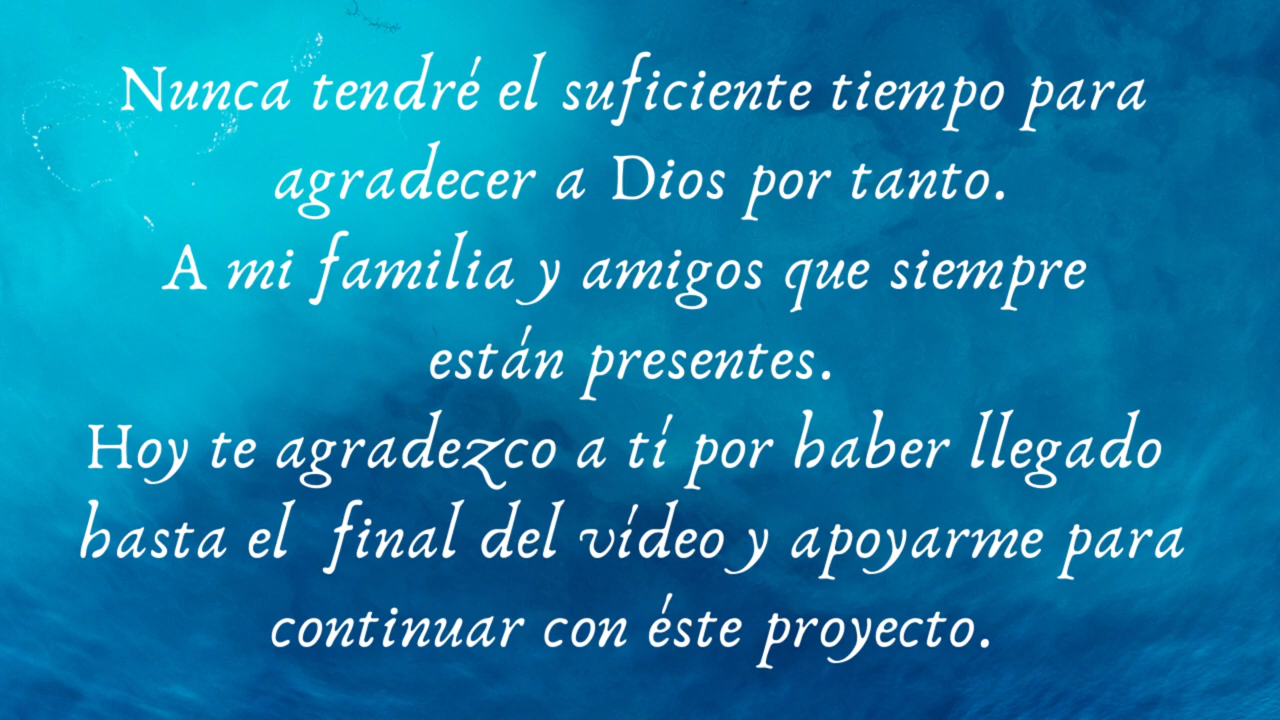 Nunca tendré el suficiente tiempo para
agradecer a Dios por tanto.
A mi familia y amigos que siempre
están presentes.
Hoy te agradezco a tí por haber llegado
hasta el final del vídeo y apoyarme para
continuar con éste proyecto.